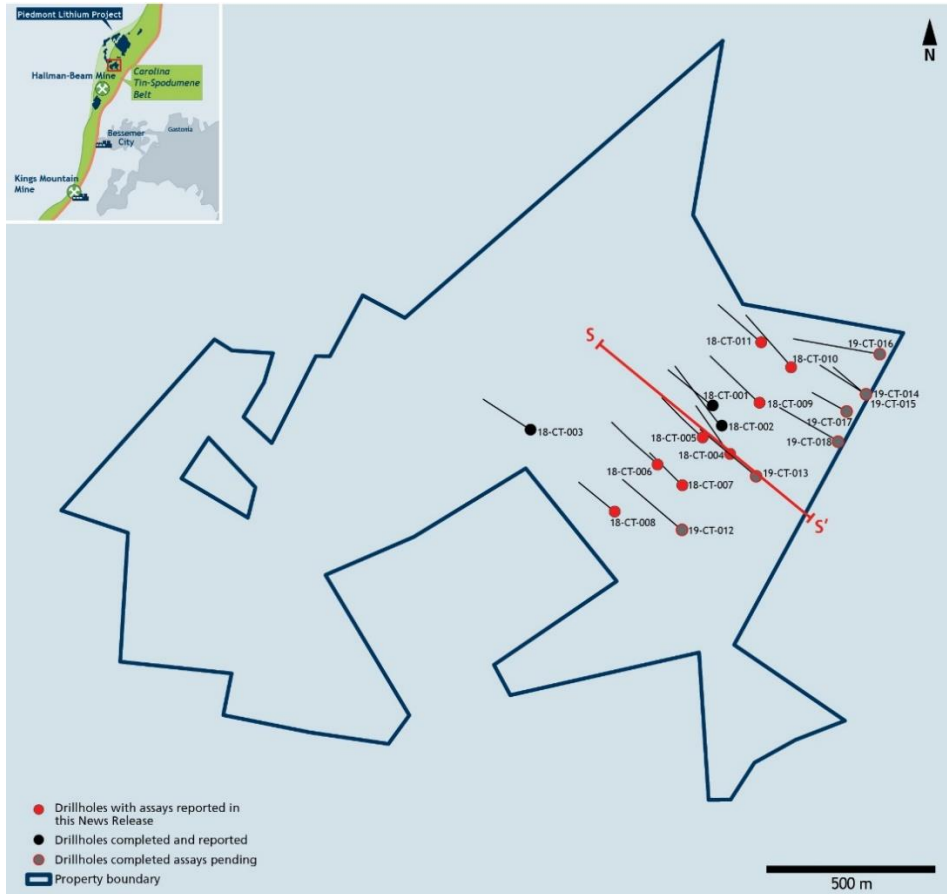 Piedmont Lithium Project
Hallman-Beam Mine
Carolina
Tin-Spodumene
Belt
Bessemer
City
Gastonia
Kings Mountain
Mine
N
S
18-CT-011
19-CT-016
18-CT-010
18-CT-001
18-CT-009
19-CT-014
19-CT-015
19-CT-017
18-CT-002
18-CT-003
18-CT-005
19-CT-018
18-CT-004
18-CT-006
19-CT-013
18-CT-007
18-CT-008
S'
19-CT-012
Drillholes with assays reported in
this News Release
Drillholes completed and reported
Drillholes completed assays pending
Property boundary
500 m